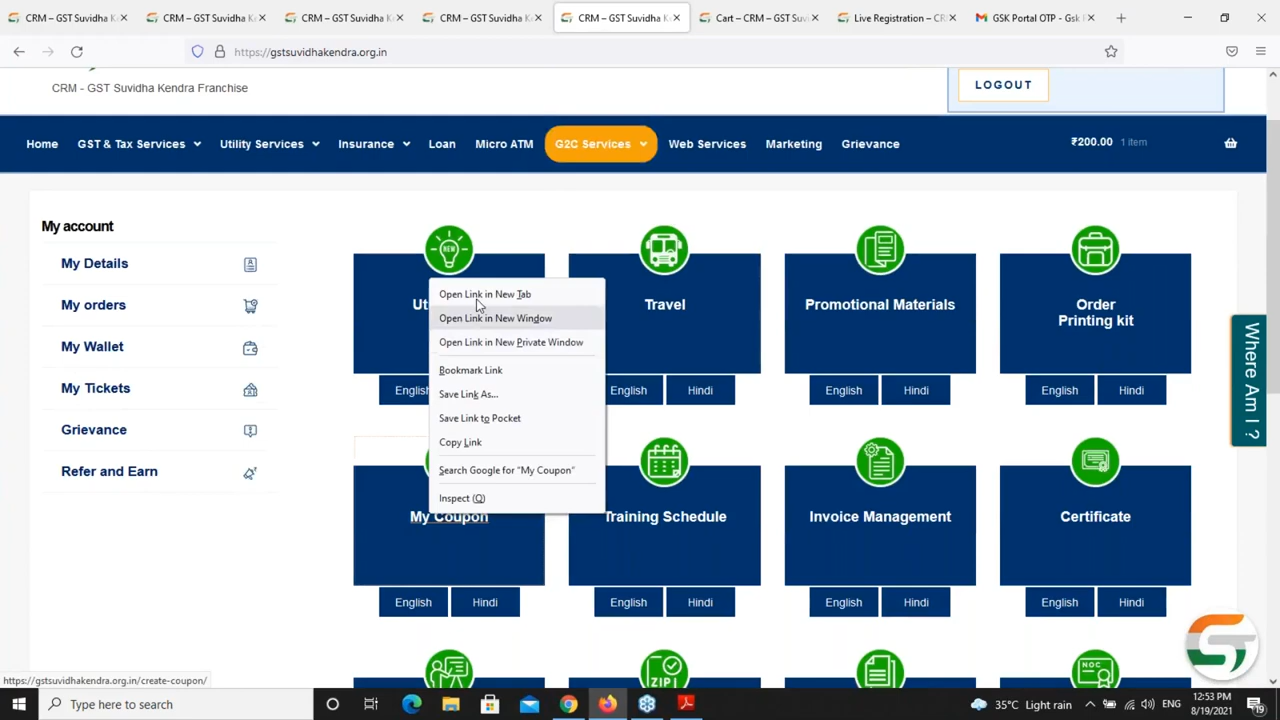 CRM – GST Suvidha K
CRM – GST Suvidha K
CRM – GST Suvidha K
CRM – GST Suvidha K
CRM – GST Suvidha K
Cart – CRM – GST Suvi
Live Registration – CR
GSK Portal OTP - Gsk
https://gstsuvidhakendra.org.in
CRM - GST Suvidha Kendra Franchise
LOGOUT
Home
GST & Tax Services
Utility Services
Insurance
Loan
Micro ATM
G2C Services
Web Services
Marketing
Grievance
₹200.00 1 item
My account
My Details
My orders
My Wallet
My Tickets
Grievance
Refer and Earn
Ut
Travel
Promotional Materials
Order
Printing kit
English
English Hindi
English Hindi
English Hindi
Open Link in New Tab
Open Link in New Window
Open Link in New Private Window
Bookmark Link
Save Link As...
Save Link to Pocket
Copy Link
Search Google for "My Coupon"
Inspect (Q)
My Coupon
Training Schedule
Invoice Management
Certificate
English Hindi
English Hindi
English Hindi
English Hindi
NEW
ZIP
NOC
Where Am I ?
https://gstsuvidhakendra.org.in/create-coupon/
Type here to search
35°C Light rain
ENG
12:53 PM
8/19/2021
19